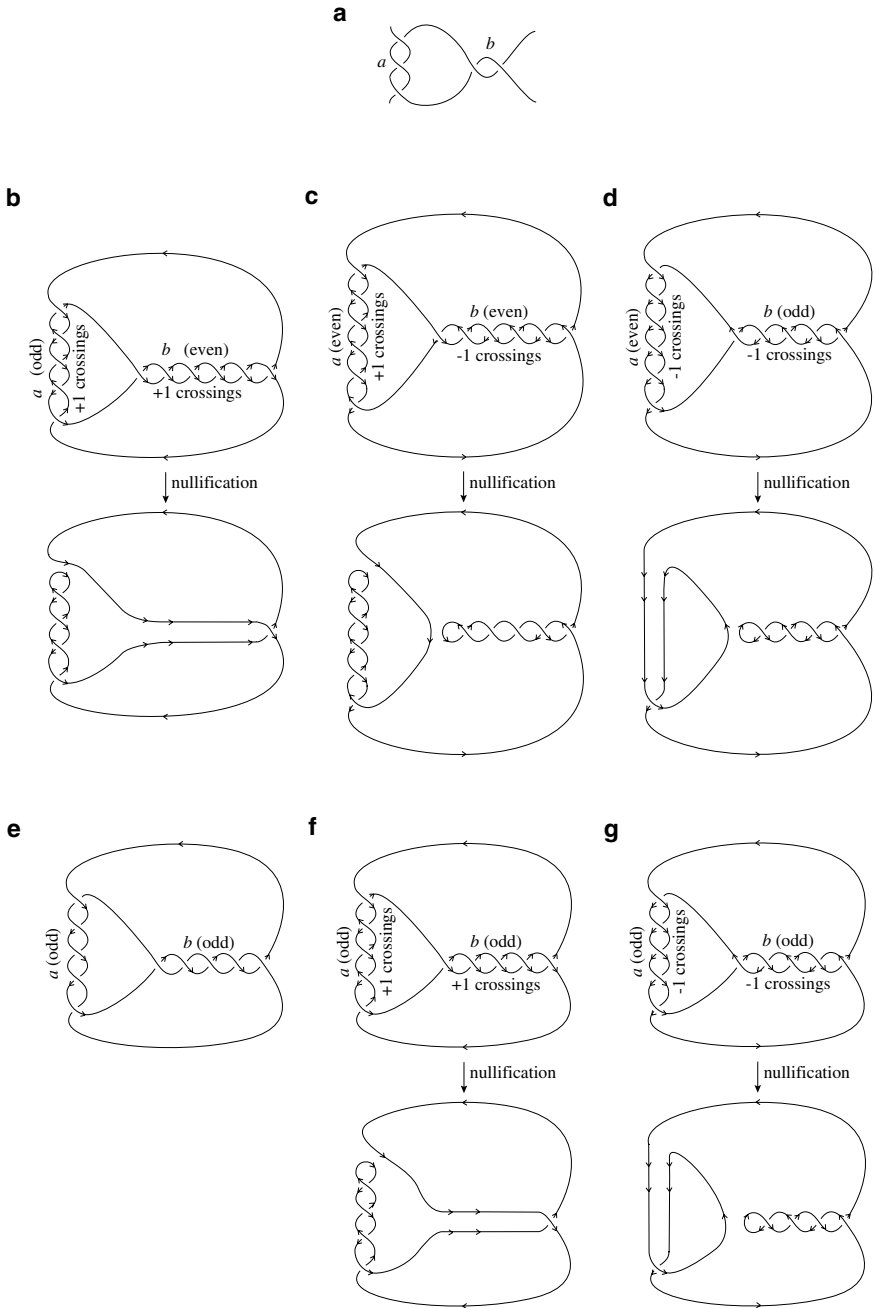 a
a
b
b
a (odd)
+1 crossings
b (even)
+1 crossings
nullification
c
a (even)
+1 crossings
b (even)
-1 crossings
nullification
d
a (even)
-1 crossings
b (odd)
-1 crossings
nullification
e
a (odd)
b (odd)
f
a (odd)
+1 crossings
b (odd)
+1 crossings
nullification
g
a (odd)
-1 crossings
b (odd)
-1 crossings
nullification